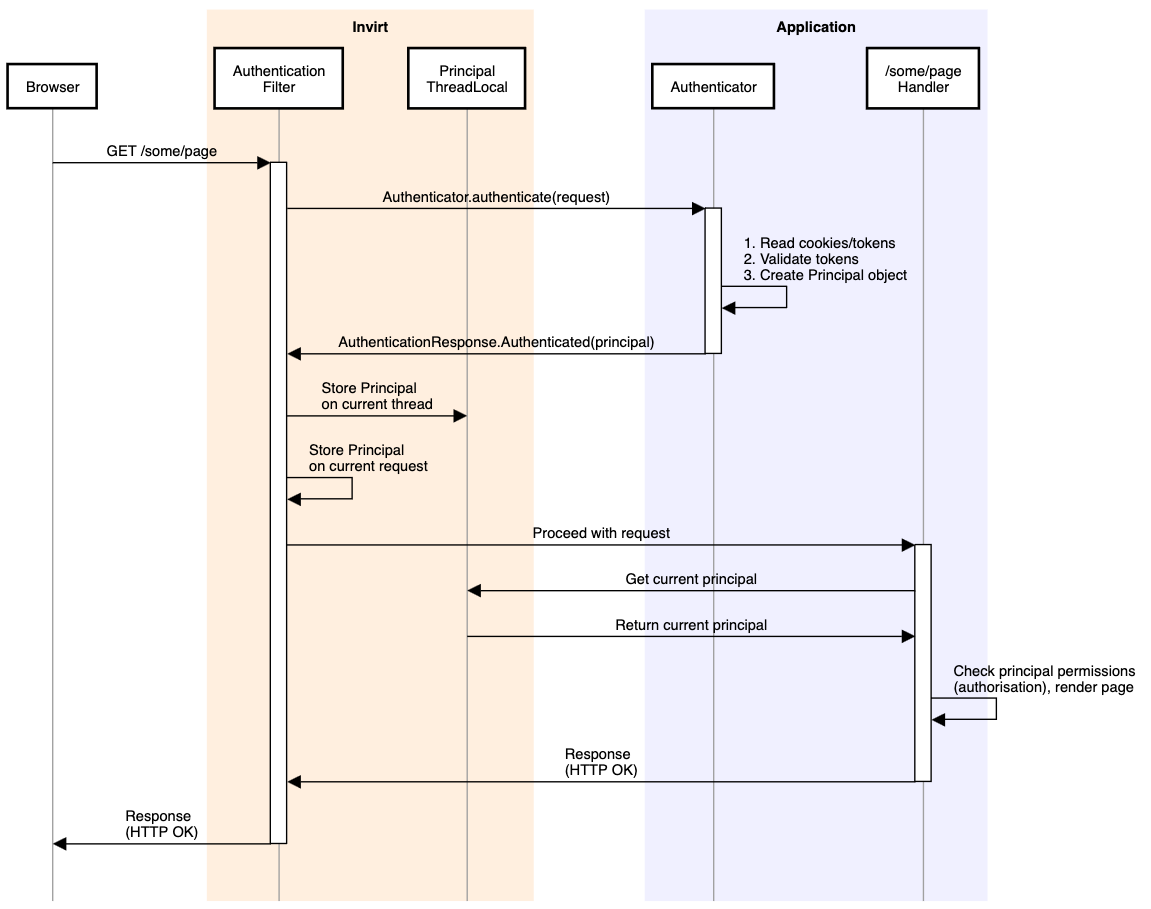 Invirt
Application
Browser
Authentication
Filter
Principal
ThreadLocal
Authenticator
/some/page
Handler
GET /some/page
Authenticator.authenticate(request)
1. Read cookies/tokens
2. Validate tokens
3. Create Principal object
AuthenticationResponse.Authenticated(principal)
Store Principal
on current thread
Store Principal
on current request
Proceed with request
Get current principal
Return current principal
Check principal permissions
(authorisation), render page
Response
(HTTP OK)
Response
(HTTP OK)